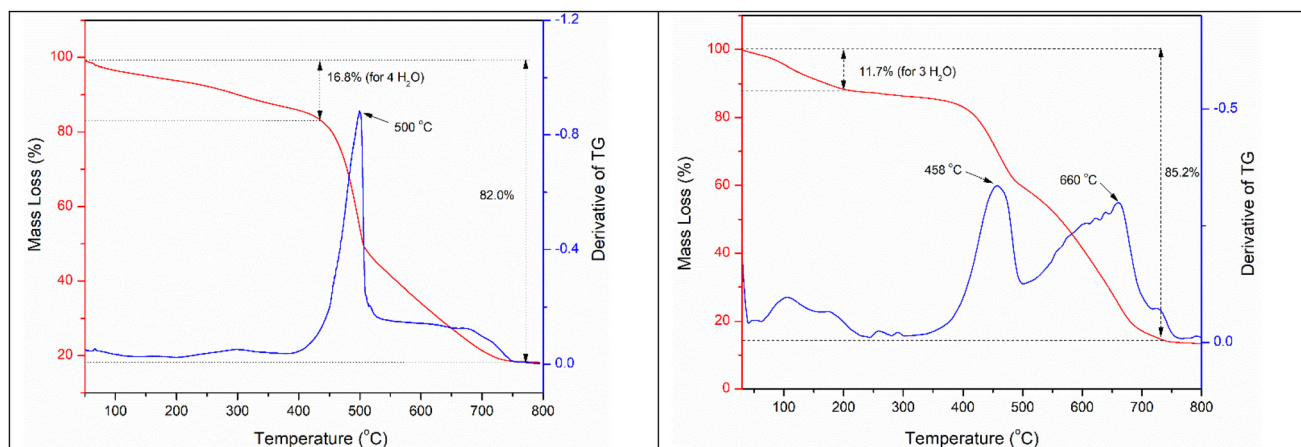 -1.2
100
16.8% (for 4 H₂O)
80
-0.8
500 °C
Mass Loss (%)
60
82.0%
-0.4
Derivative of TG
40
20
0.0
100 200 300 400 500 600 700 800
Temperature (°C)
100
11.7% (for 3 H₂O)
80
-0.5
458 °C
660 °C
85.2%
Mass Loss (%)
60
Derivative of TG
40
20
0.0
0
100 200 300 400 500 600 700 800
Temperature (°C)